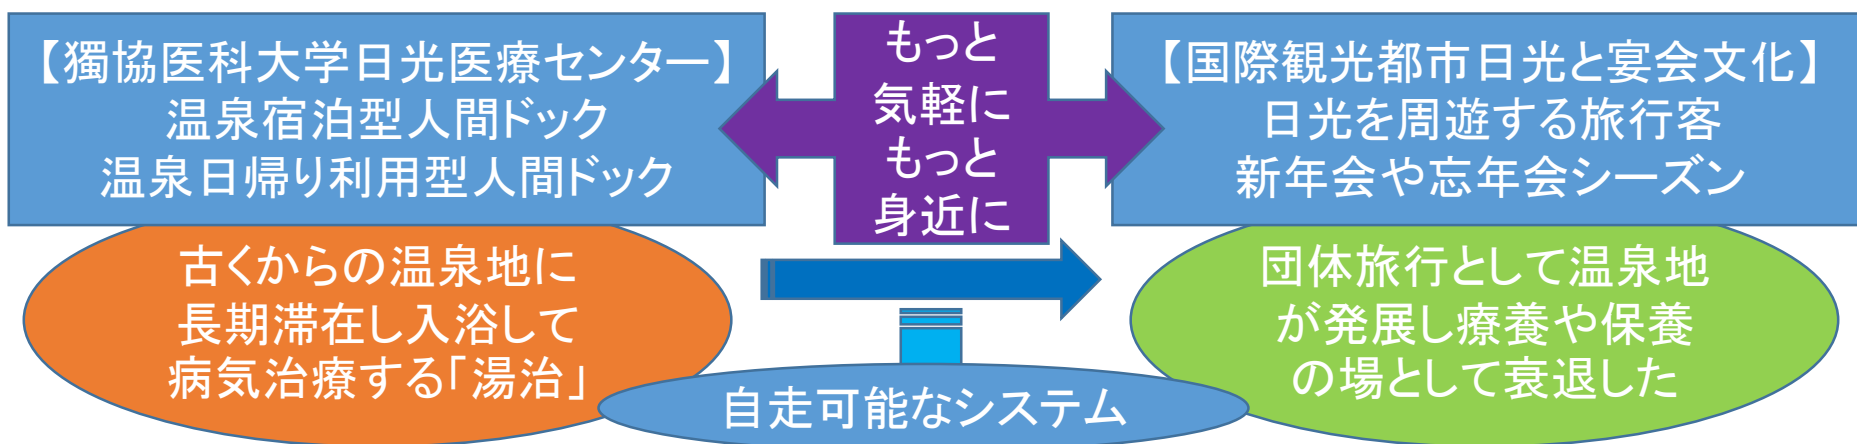 【獨協医科大学日光医療センター】
温泉宿泊型人間ドック
温泉日帰り利用型人間ドック
もっと
気軽に
もっと
身近に
【国際観光都市日光と宴会文化】
日光を周遊する旅行客
新年会や忘年会シーズン
古くからの温泉地に
長期滞在し入浴して
病気治療する「湯治」
団体旅行として温泉地
が発展し療養や保養
の場として衰退した
自走可能なシステム